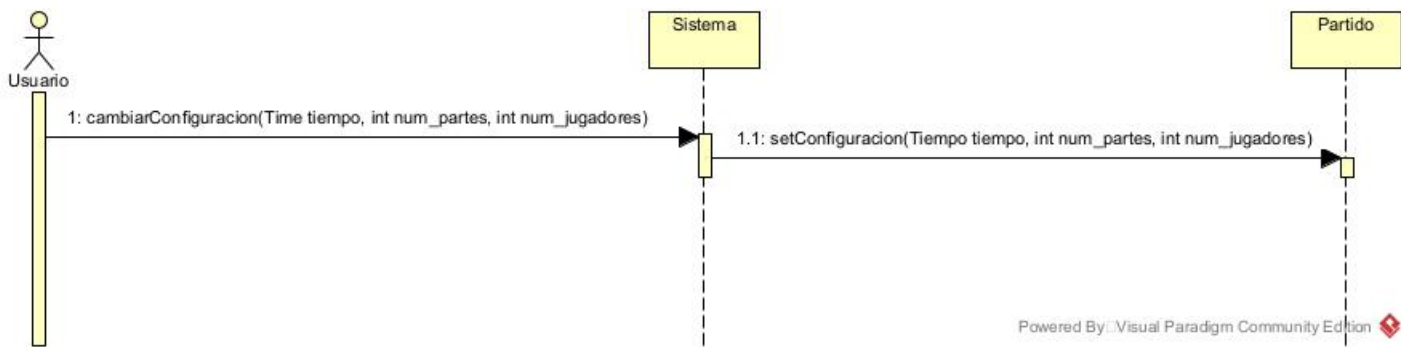 Sistema
Partido
Usuario
1: cambiarConfiguracion(Time tiempo, int num_partes, int num_jugadores)
1.1: setConfiguracion(Tiempo tiempo, int num_partes, int num_jugadores)
Powered By Visual Paradigm Community Edition